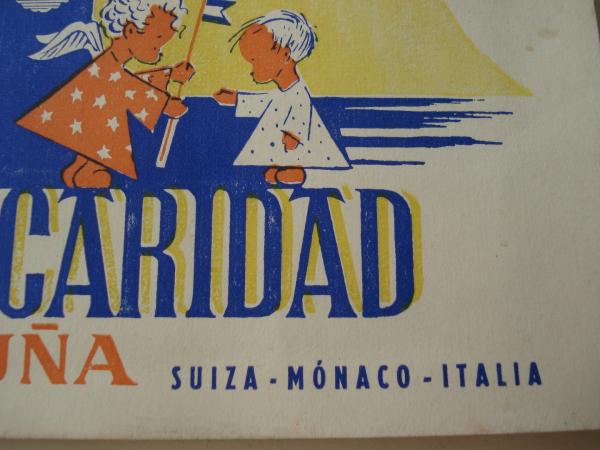 CARIDAD
UÑA SUIZA - MÓNACO - ITALIA